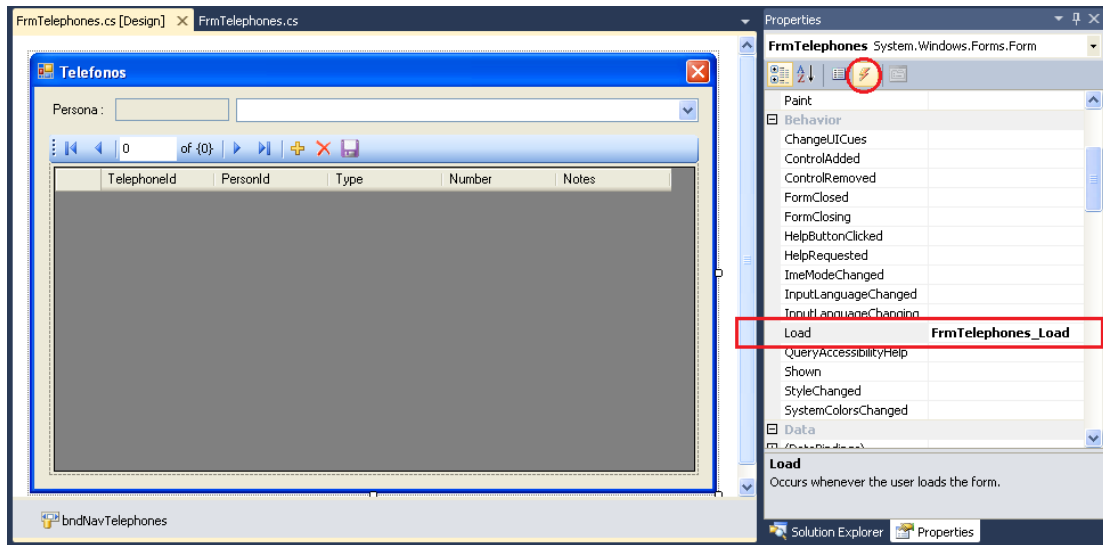 FrmTelephones.cs [Design] FrmTelephones.cs
Telefonos
Persona :
0 of {0}
TelephoneId PersonId Type Number Notes
bndNavTelephones
Properties
FrmTelephones System.Windows.Forms.Form
Paint
Behavior
ChangeUICues
ControlAdded
ControlRemoved
FormClosed
FormClosing
HelpButtonClicked
HelpRequested
ImeModeChanged
InputLanguageChanged
InputLanguageChanging
Load FrmTelephones_Load
QueryAccessibilityHelp
Shown
StyleChanged
SystemColorsChanged
Data
(DataBindings)
Load
Occurs whenever the user loads the form.
Solution Explorer Properties